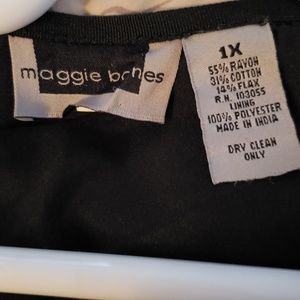 maggie barnes
1X
55% RAYON
31% COTTON
14% FLAX
R.N. 103055
LINING
100% POLYESTER
MADE IN INDIA
DRY CLEAN
ONLY